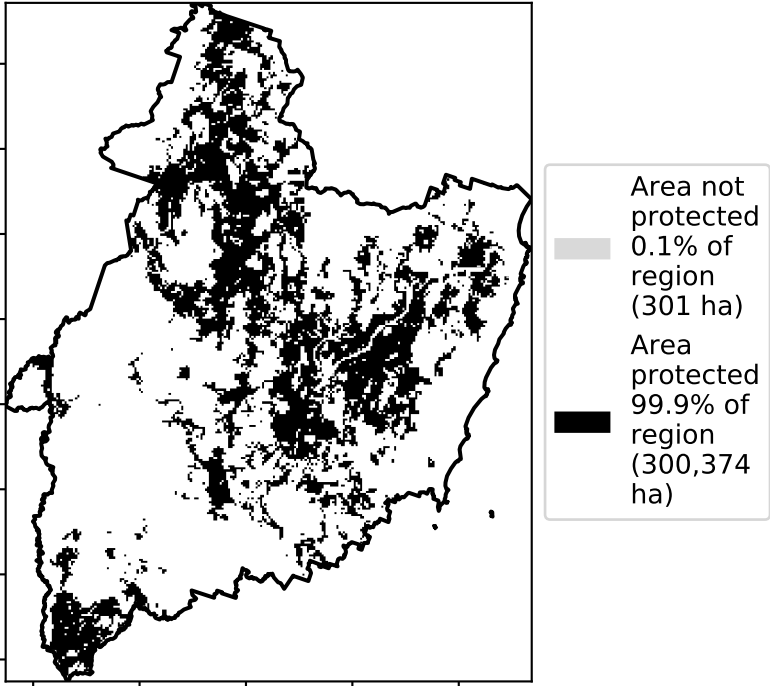 Area not
protected
0.1% of
region
(301 ha)
Area
protected
99.9% of
region
(300,374
ha)